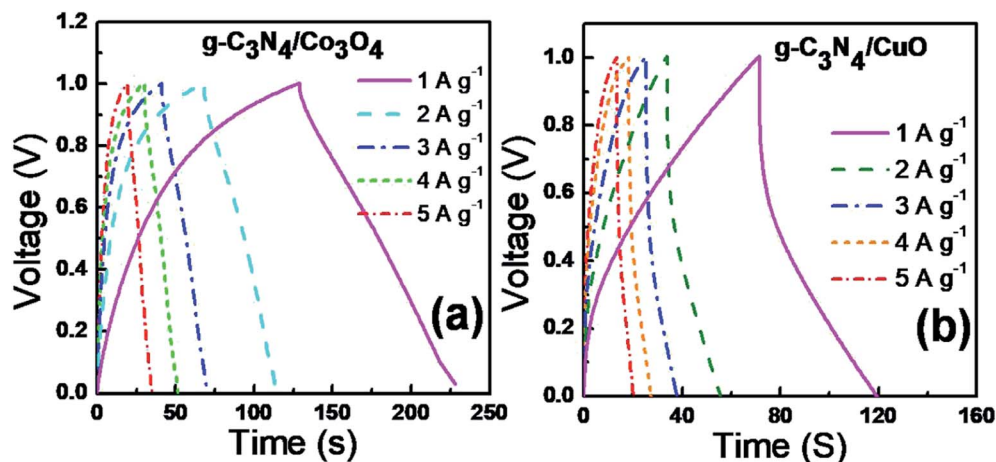 g-C₃N₄/Co₃O₄
1 A g⁻¹
2 A g⁻¹
3 A g⁻¹
4 A g⁻¹
5 A g⁻¹
(a)
Voltage (V)
1.2
1.0
0.8
0.6
0.4
0.2
0.0
0 50 100 150 200 250
Time (s)
g-C₃N₄/CuO
1 A g⁻¹
2 A g⁻¹
3 A g⁻¹
4 A g⁻¹
5 A g⁻¹
(b)
Voltage (V)
1.0
0.8
0.6
0.4
0.2
0.0
0 40 80 120 160
Time (S)